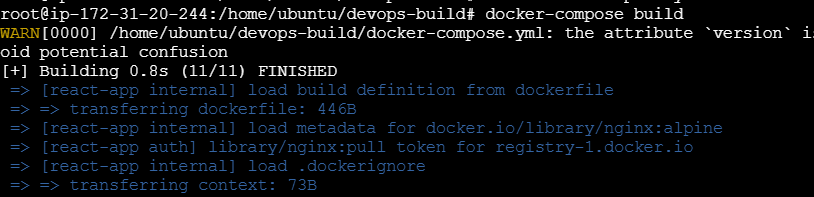 root@ip-172-31-20-244:/home/ubuntu/devops-build# docker-compose build
WARN[0000] /home/ubuntu/devops-build/docker-compose.yml: the attribute `version` i
oid potential confusion
[+] Building 0.8s (11/11) FINISHED
=> [react-app internal] load build definition from dockerfile
=> => transferring dockerfile: 446B
=> [react-app internal] load metadata for docker.io/library/nginx:alpine
=> [react-app auth] library/nginx:pull token for registry-1.docker.io
=> [react-app internal] load .dockerignore
=> => transferring context: 73B